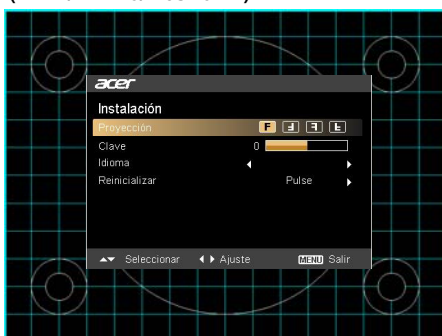 acer
Instalación
Proyección F F F F
Clave 0
Idioma
Reinicializar Pulse
Seleccionar Ajuste MENU Salir